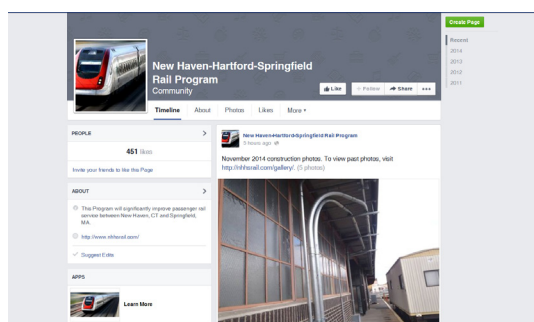 Create Page
Recent
2014
2013
2012
2011
New Haven-Hartford-Springfield
Rail Program
Community
Like
Follow
Share
Timeline About Photos Likes More
PEOPLE
451 likes
Invite your friends to like this Page
ABOUT
This Program will significantly improve passenger rail
service between New Haven, CT and Springfield,
MA.
http://www.nhhsrail.com/
Suggest Edits
APPS
Learn More
New Haven-Hartford-Springfield Rail Program
5 hours ago
November 2014 construction photos. To view past photos, visit
http://nhhsrail.com/gallery/. (5 photos)